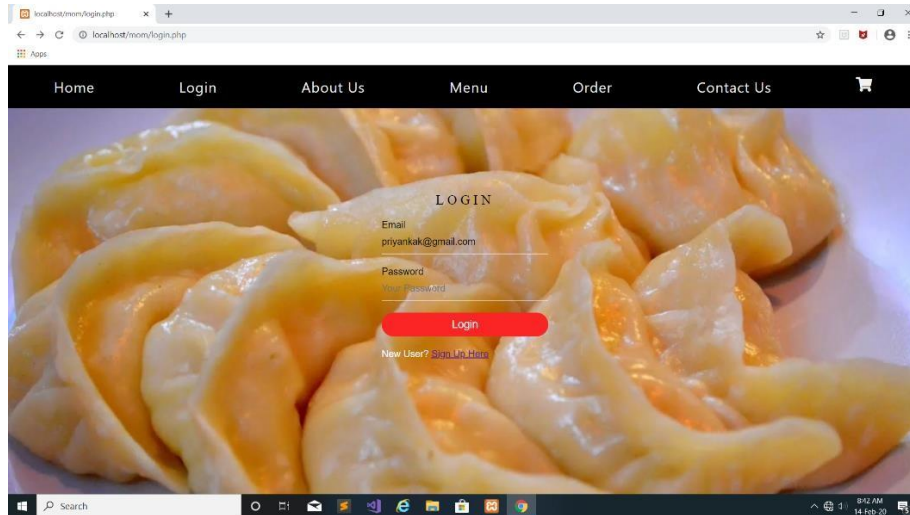 localhost/mom/login.php
localhost/mom/login.php
Apps
Home Login About Us Menu Order Contact Us
LOGIN
Email
priyankak@gmail.com
Password
Your Password
Login
New User? Sign Up Here
Search
8:42 AM
14-Feb-20